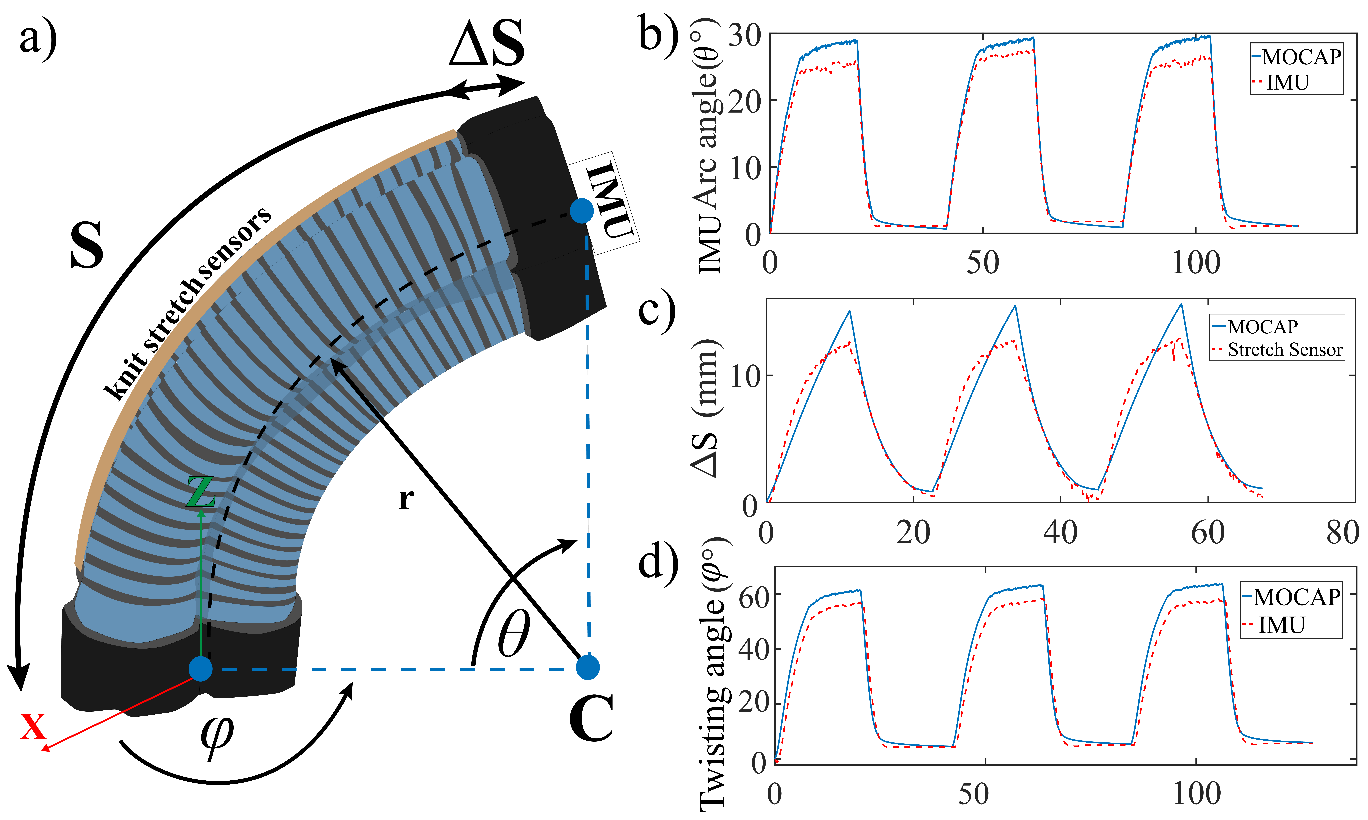 a)
ΔS
S
knit stretch sensors
IMU
Z
r
θ
X
φ
C
b)
IMU Arc angle(θ°)
30
20
10
0
0
50
100
MOCAP
IMU
c)
ΔS (mm)
10
0
0
20
40
60
80
MOCAP
Stretch Sensor
d)
Twisting angle(φ°)
60
40
20
0
0
50
100
MOCAP
IMU